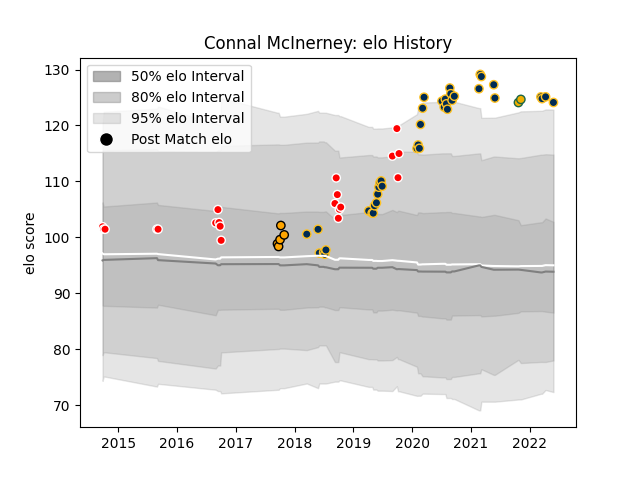 Connal McInerney: elo History
50% elo Interval
80% elo Interval
95% elo Interval
Post Match elo
elo score
130
120
110
100
90
80
70
2015 2016 2017 2018 2019 2020 2021 2022